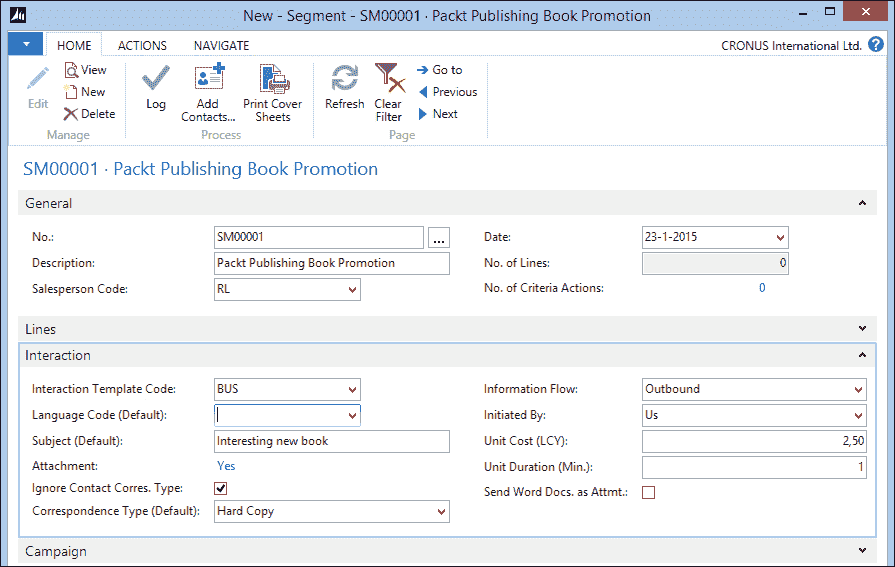 New - Segment - SM00001 · Packt Publishing Book Promotion
HOME ACTIONS NAVIGATE CRONUS International Ltd.
Edit
View
New
Delete
Manage
Log
Add Contacts...
Print Cover Sheets
Process
Refresh
Clear Filter
Go to
Previous
Next
Page
SM00001 · Packt Publishing Book Promotion
General
No.: SM00001 ...
Description: Packt Publishing Book Promotion
Salesperson Code: RL
Date: 23-1-2015
No. of Lines: 0
No. of Criteria Actions: 0
Lines
Interaction
Interaction Template Code: BUS
Language Code (Default):
Subject (Default): Interesting new book
Attachment: Yes
Ignore Contact Corres. Type:
Correspondence Type (Default): Hard Copy
Information Flow: Outbound
Initiated By: Us
Unit Cost (LCY): 2,50
Unit Duration (Min.): 1
Send Word Docs. as Attmt.:
Campaign